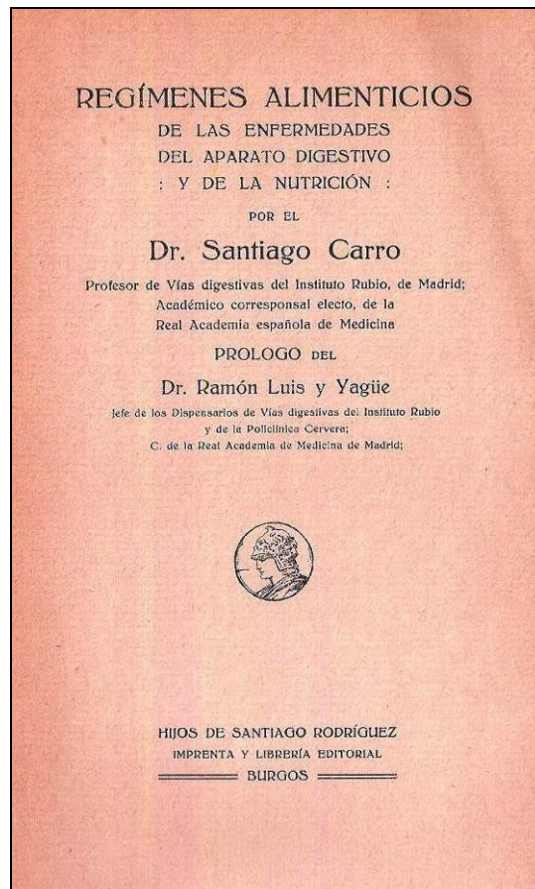 REGÍMENES ALIMENTICIOS
DE LAS ENFERMEDADES
DEL APARATO DIGESTIVO
: Y DE LA NUTRICIÓN :
POR EL
Dr. Santiago Carro
Profesor de Vías digestivas del Instituto Rubio, de Madrid;
Académico corresponsal electo, de la
Real Academia española de Medicina
PROLOGO DEL
Dr. Ramón Luis y Yagüe
Jefe de los Dispensarios de Vías digestivas del Instituto Rubio
y de la Policlínica Cervera;
C. de la Real Academia de Medicina de Madrid;
HIJOS DE SANTIAGO RODRÍGUEZ
IMPRENTA Y LIBRERÍA EDITORIAL
BURGOS